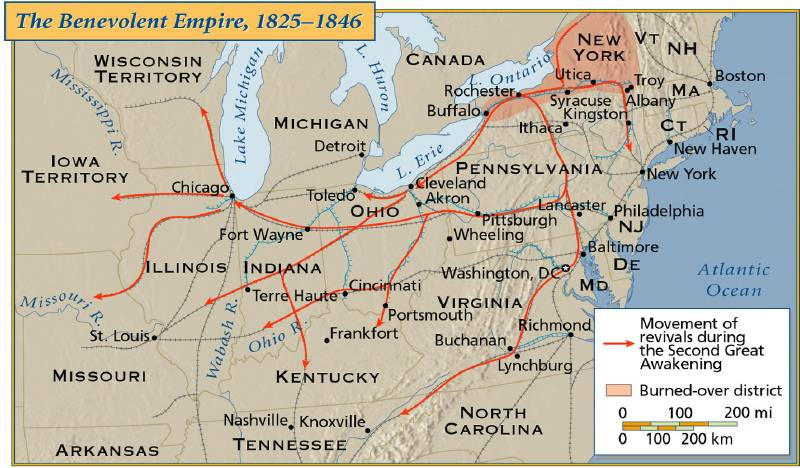 The Benevolent Empire, 1825–1846
WISCONSIN
TERRITORY
Mississippi R.
Lake Michigan
L. Huron
CANADA
L. Ontario
NEW
YORK
VT
NH
Utica
Troy
Boston
Rochester
Syracuse
Albany
MA
Buffalo
Kingston
Ithaca
CT
RI
MICHIGAN
Detroit
L. Erie
New Haven
IOWA
TERRITORY
PENNSYLVANIA
New York
Chicago
Toledo
Cleveland
Akron
OHIO
Lancaster
Philadelphia
Pittsburgh
NJ
Fort Wayne
Wheeling
Baltimore
ILLINOIS
INDIANA
Washington, DC
DE
MD
Atlantic
Ocean
Missouri R.
Terre Haute
Cincinnati
VIRGINIA
Portsmouth
St. Louis
Wabash R.
Ohio R.
Frankfort
Buchanan
Richmond
Lynchburg
MISSOURI
KENTUCKY
Nashville
Knoxville
NORTH
CAROLINA
TENNESSEE
ARKANSAS
Movement of
revivals during
the Second Great
Awakening
Burned-over district
0 100 200 mi
0 100 200 km